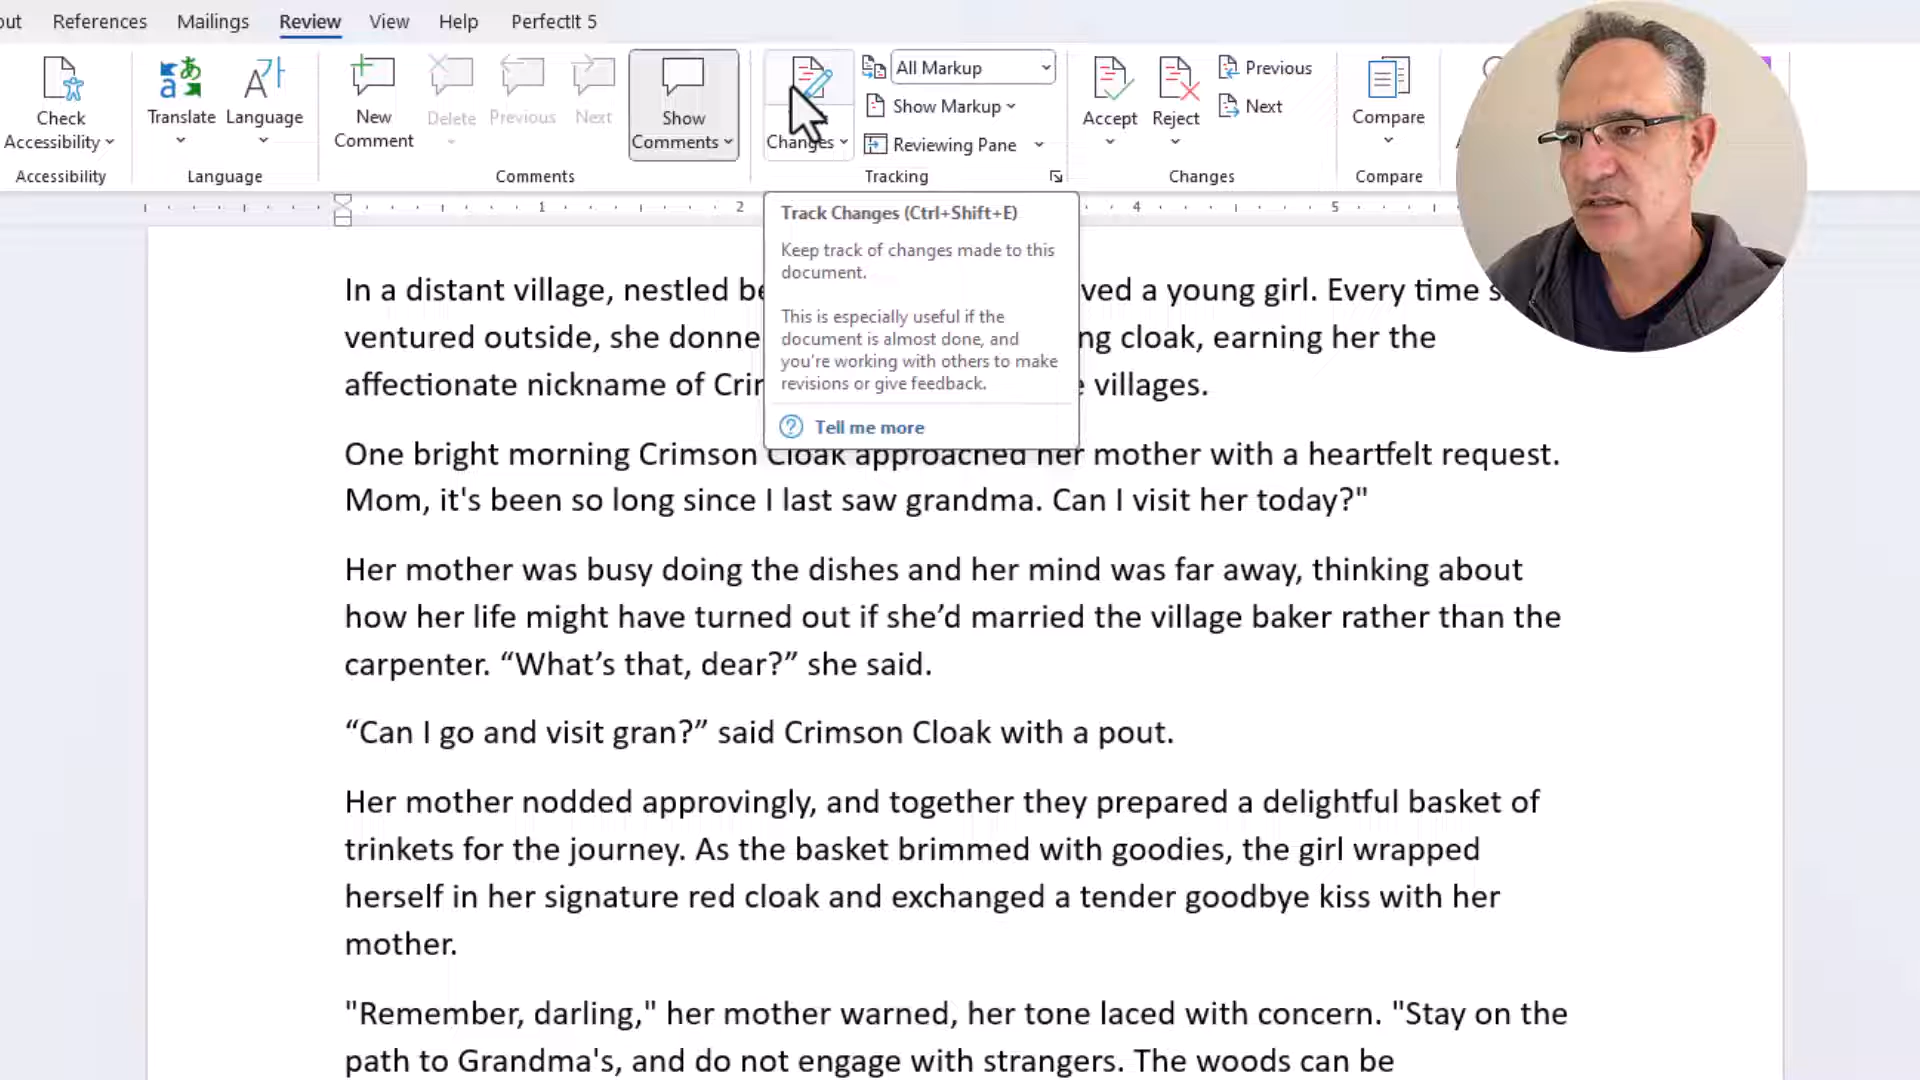 out References Mailings Review View Help PerfectIt 5
Check Accessibility
Translate
Language
New Comment
Delete
Previous
Next
Show Comments
Changes
All Markup
Show Markup
Reviewing Pane
Accept
Reject
Previous
Next
Compare
Accessibility Language Comments Tracking Changes Compare
1 2 4 5
Track Changes (Ctrl+Shift+E)
Keep track of changes made to this
document.
This is especially useful if the
document is almost done, and
you're working with others to make
revisions or give feedback.
Tell me more
In a distant village, nestled be ved a young girl. Every time s
ventured outside, she donne ng cloak, earning her the
affectionate nickname of Crim villages.
One bright morning Crimson Cloak approached her mother with a heartfelt request.
Mom, it's been so long since I last saw grandma. Can I visit her today?"
Her mother was busy doing the dishes and her mind was far away, thinking about
how her life might have turned out if she’d married the village baker rather than the
carpenter. “What’s that, dear?” she said.
“Can I go and visit gran?” said Crimson Cloak with a pout.
Her mother nodded approvingly, and together they prepared a delightful basket of
trinkets for the journey. As the basket brimmed with goodies, the girl wrapped
herself in her signature red cloak and exchanged a tender goodbye kiss with her
mother.
"Remember, darling," her mother warned, her tone laced with concern. "Stay on the
path to Grandma's, and do not engage with strangers. The woods can be